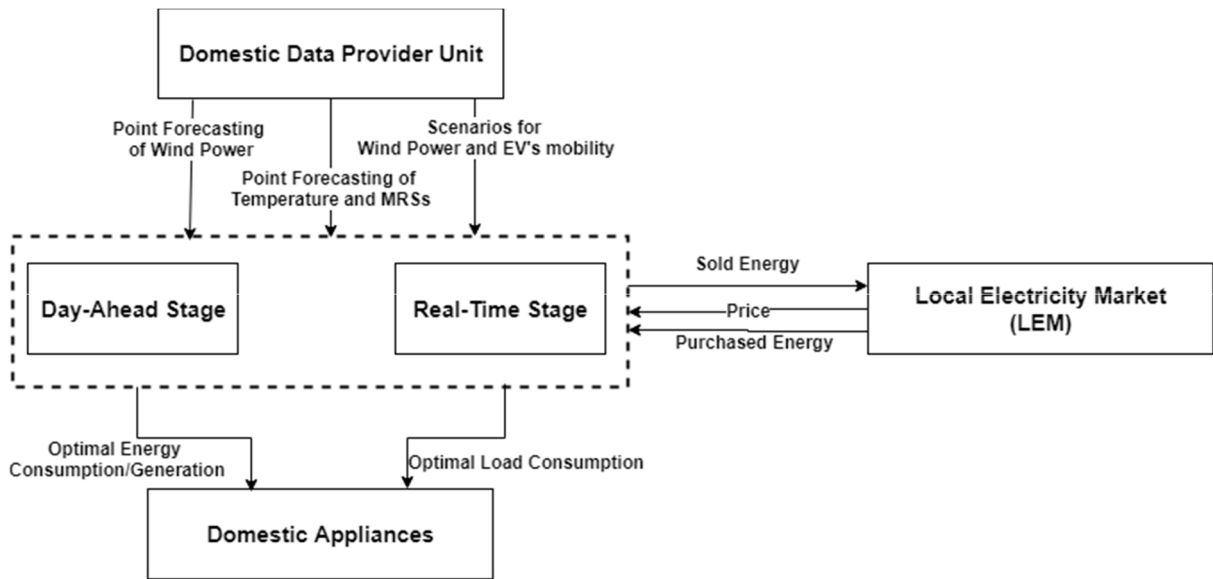 Domestic Data Provider Unit
Point Forecasting
of Wind Power
Scenarios for
Wind Power and EV's mobility
Point Forecasting of
Temperature and MRSs
Day-Ahead Stage
Real-Time Stage
Sold Energy
Price
Purchased Energy
Local Electricity Market
(LEM)
Optimal Energy
Consumption/Generation
Optimal Load Consumption
Domestic Appliances